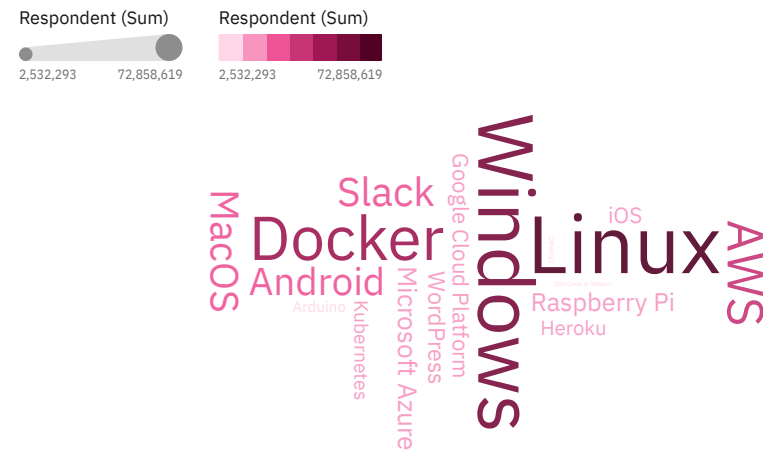 Respondent (Sum)
2,532,293 72,858,619
Respondent (Sum)
2,532,293 72,858,619
Windows
Google Cloud Platform
Slack
MacOS
iOS
Docker
Linux
AWS
Android
Microsoft Azure
WordPress
Raspberry Pi
Arduino
Kubernetes
Heroku